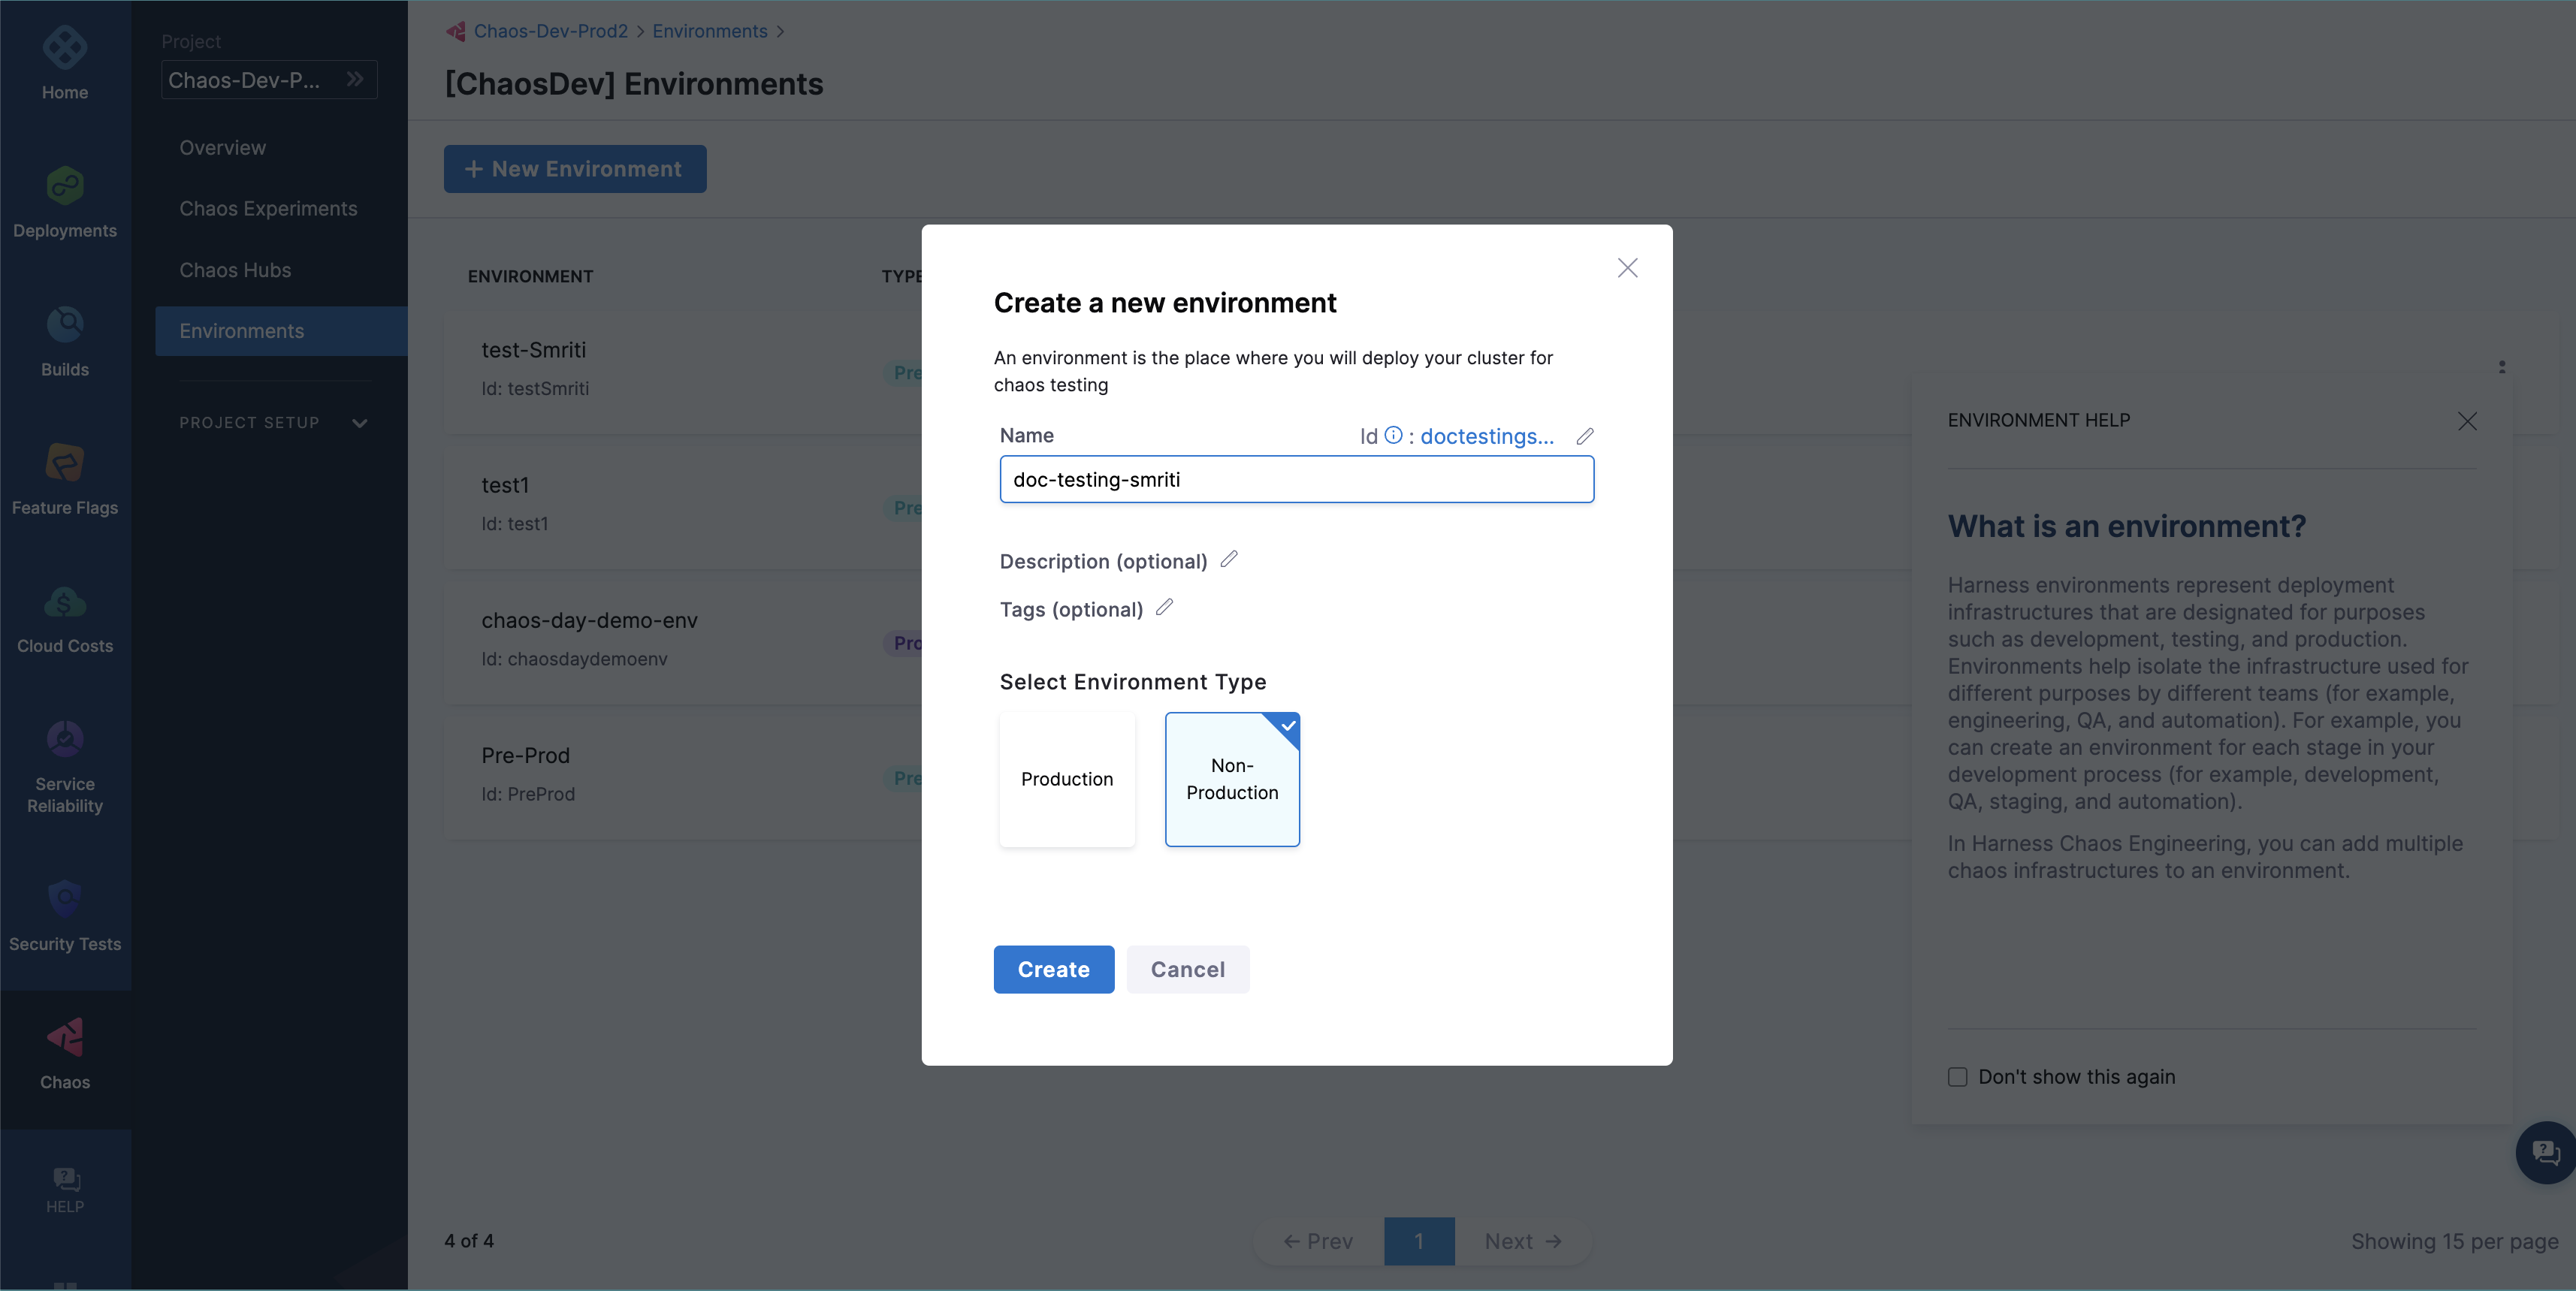 Home
Deployments
Builds
Feature Flags
Cloud Costs
Service
Reliability
Security Tests
Chaos
HELP
Project
Chaos-Dev-P...
Overview
Chaos Experiments
Chaos Hubs
Environments
PROJECT SETUP
Chaos-Dev-Prod2 > Environments >
[ChaosDev] Environments
+ New Environment
ENVIRONMENT
TYPE
test-Smriti
Id: testSmriti
Pre
test1
Id: test1
Pre
chaos-day-demo-env
Id: chaosdaydemoenv
Pro
Pre-Prod
Id: PreProd
Pre
4 of 4
← Prev
1
Next →
Showing 15 per page
Create a new environment
An environment is the place where you will deploy your cluster for
chaos testing
Name
Id : doctestings...
doc-testing-smriti
Description (optional)
Tags (optional)
Select Environment Type
Production
Non-
Production
Create
Cancel
ENVIRONMENT HELP
What is an environment?
Harness environments represent deployment
infrastructures that are designated for purposes
such as development, testing, and production.
Environments help isolate the infrastructure used for
different purposes by different teams (for example,
engineering, QA, and automation). For example, you
can create an environment for each stage in your
development process (for example, development,
QA, staging, and automation).
In Harness Chaos Engineering, you can add multiple
chaos infrastructures to an environment.
Don't show this again